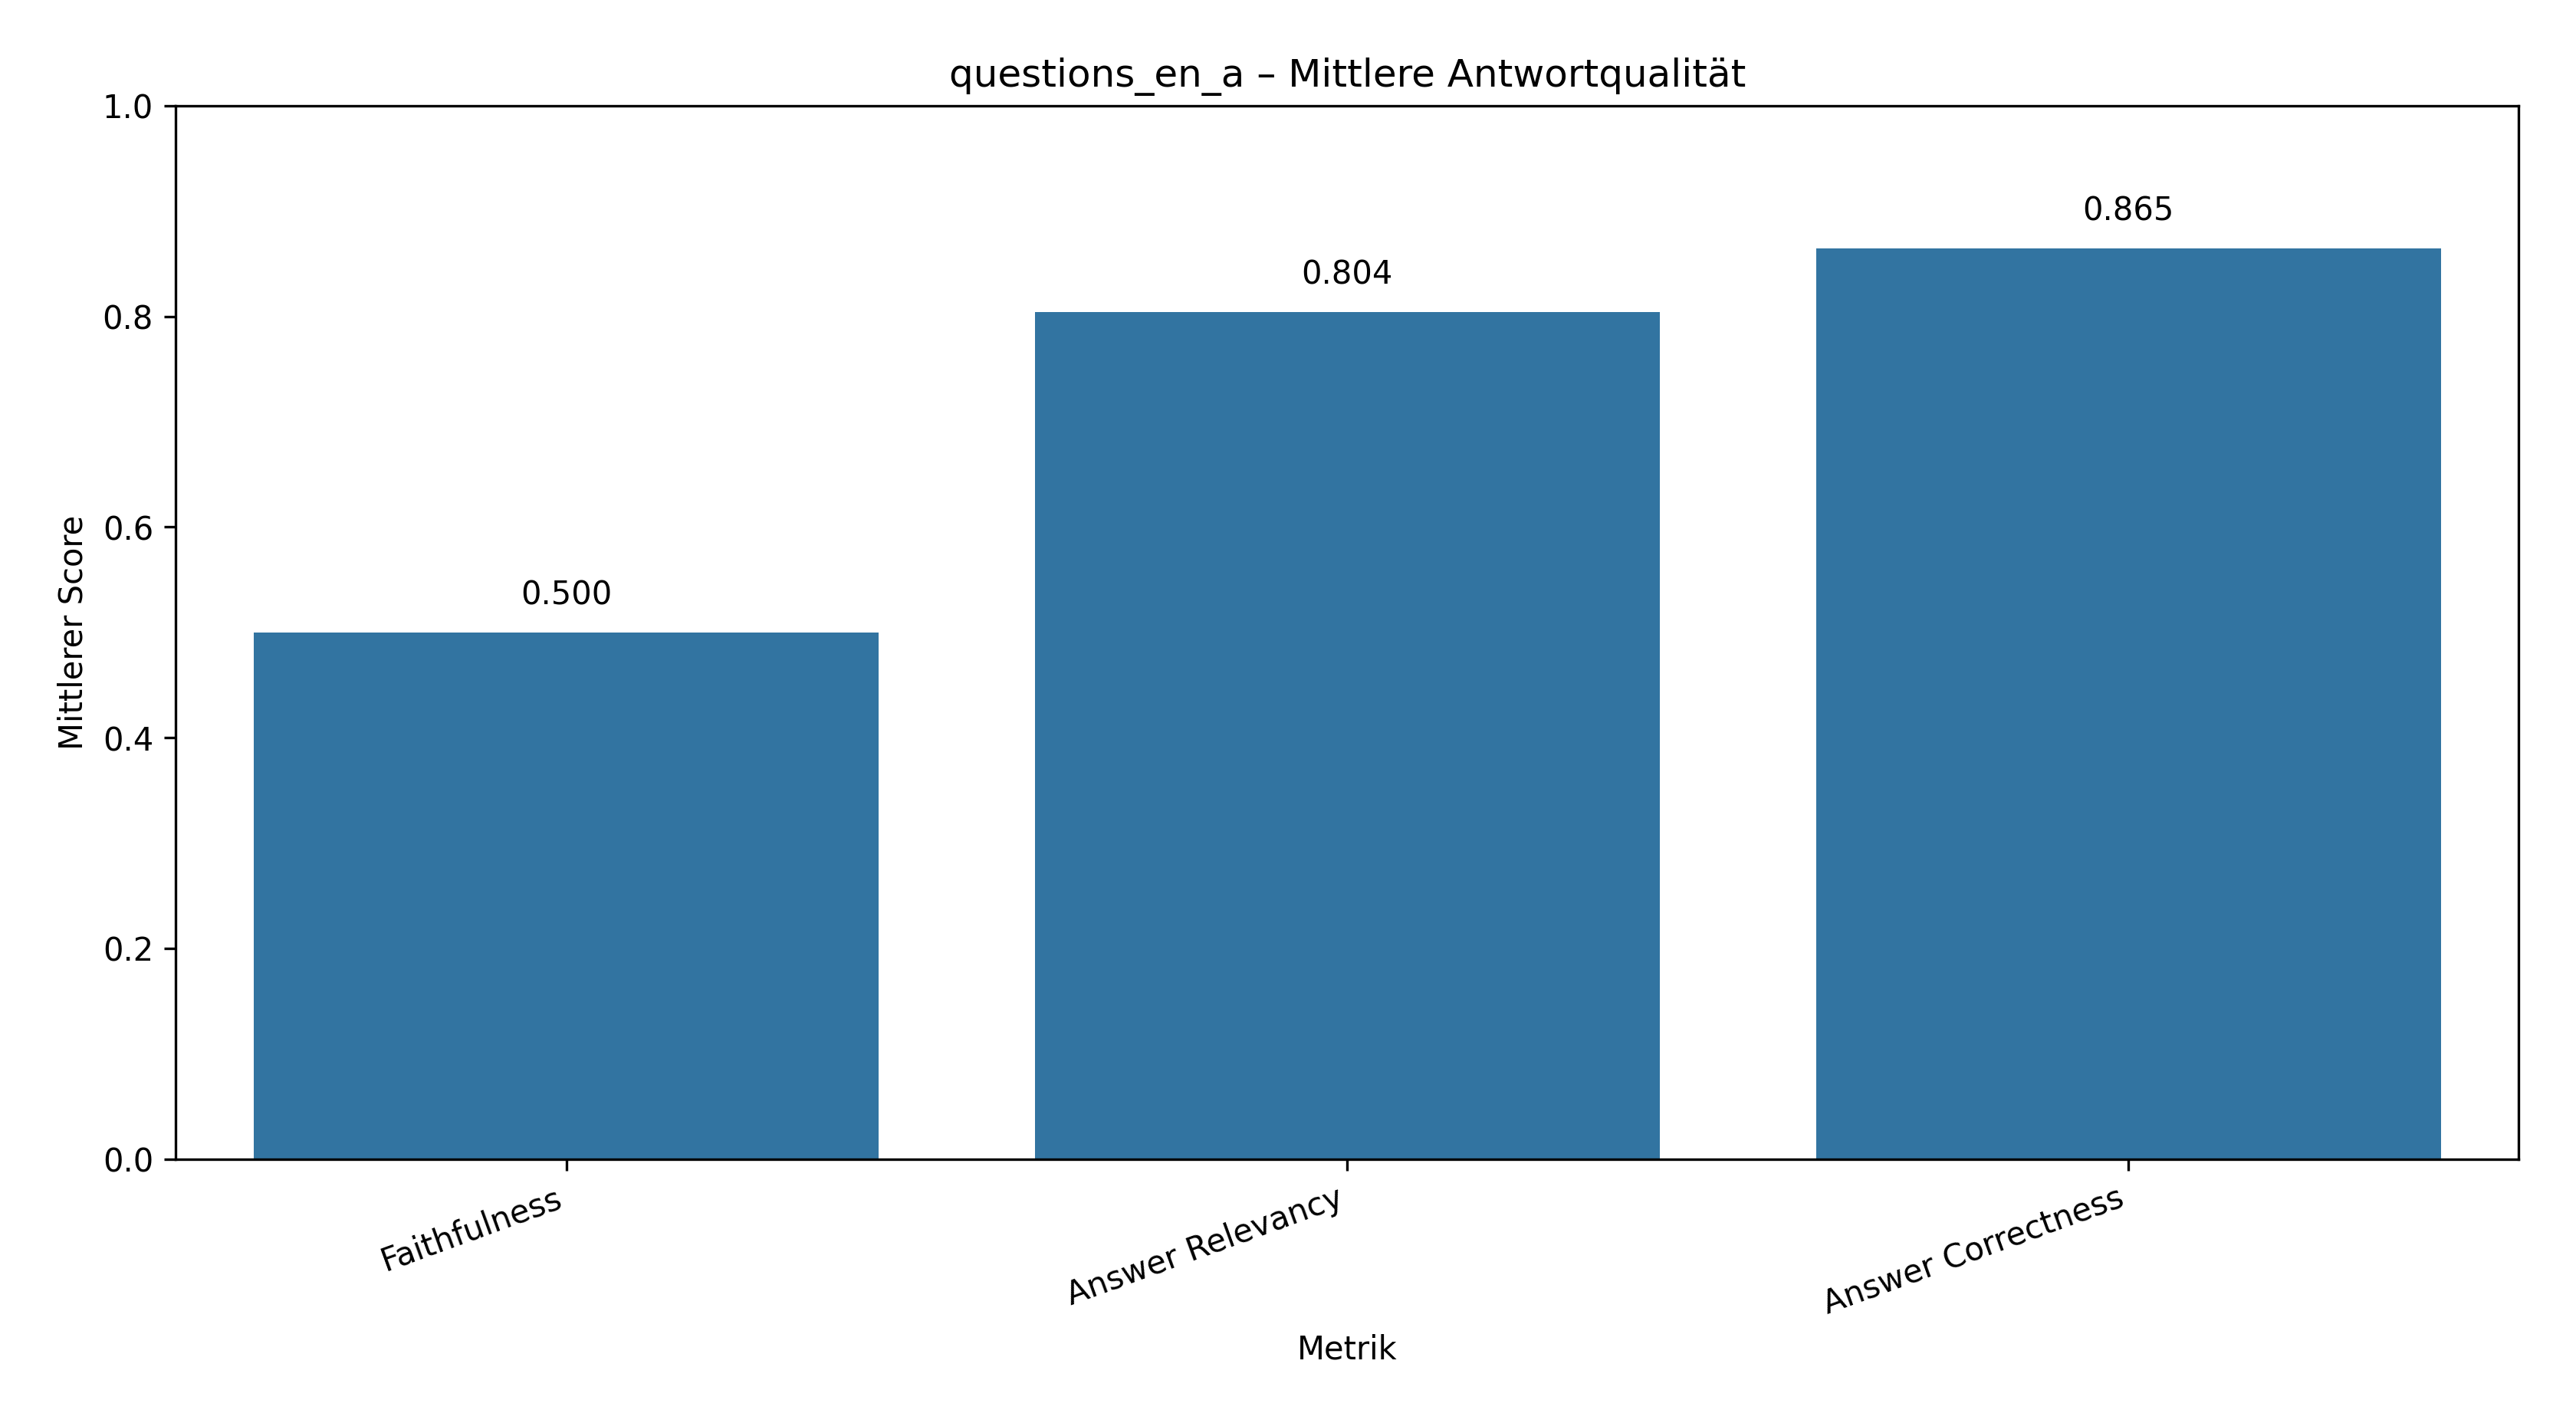 questions_en_a – Mittlere Antwortqualität
1.0
0.8
0.6
0.4
0.2
0.0
Mittlerer Score
0.500
0.804
0.865
Faithfulness
Answer Relevancy
Answer Correctness
Metrik